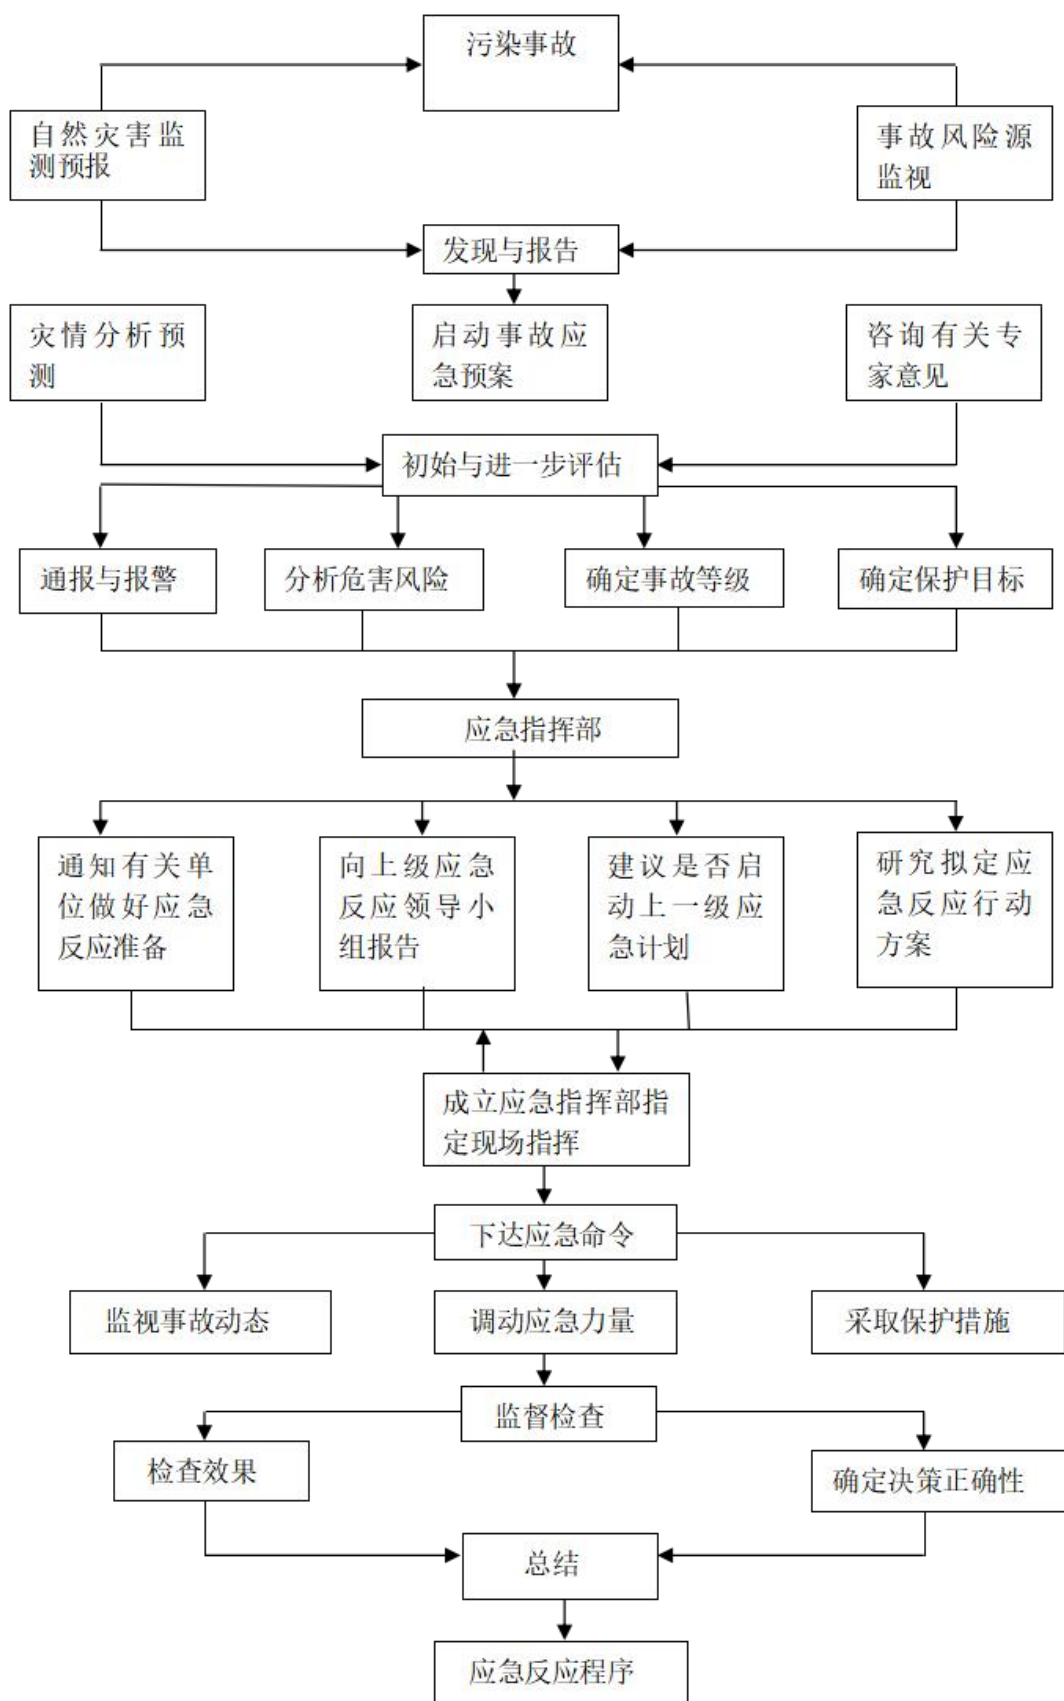 污染事故
自然灾害监
测预报
事故风险源
监视
发现与报告
灾情分析预
测
启动事故应
急预案
咨询有关专
家意见
初始与进一步评估
通报与报警
分析危害风险
确定事故等级
确定保护目标
应急指挥部
通知有关单
位做好应急
反应准备
向上级应急
反应领导小
组报告
建议是否启
动上一级应
急计划
研究拟定应
急反应行动
方案
成立应急指挥部指
定现场指挥
下达应急命令
监视事故动态
调动应急力量
采取保护措施
监督检查
检查效果
确定决策正确性
总结
应急反应程序